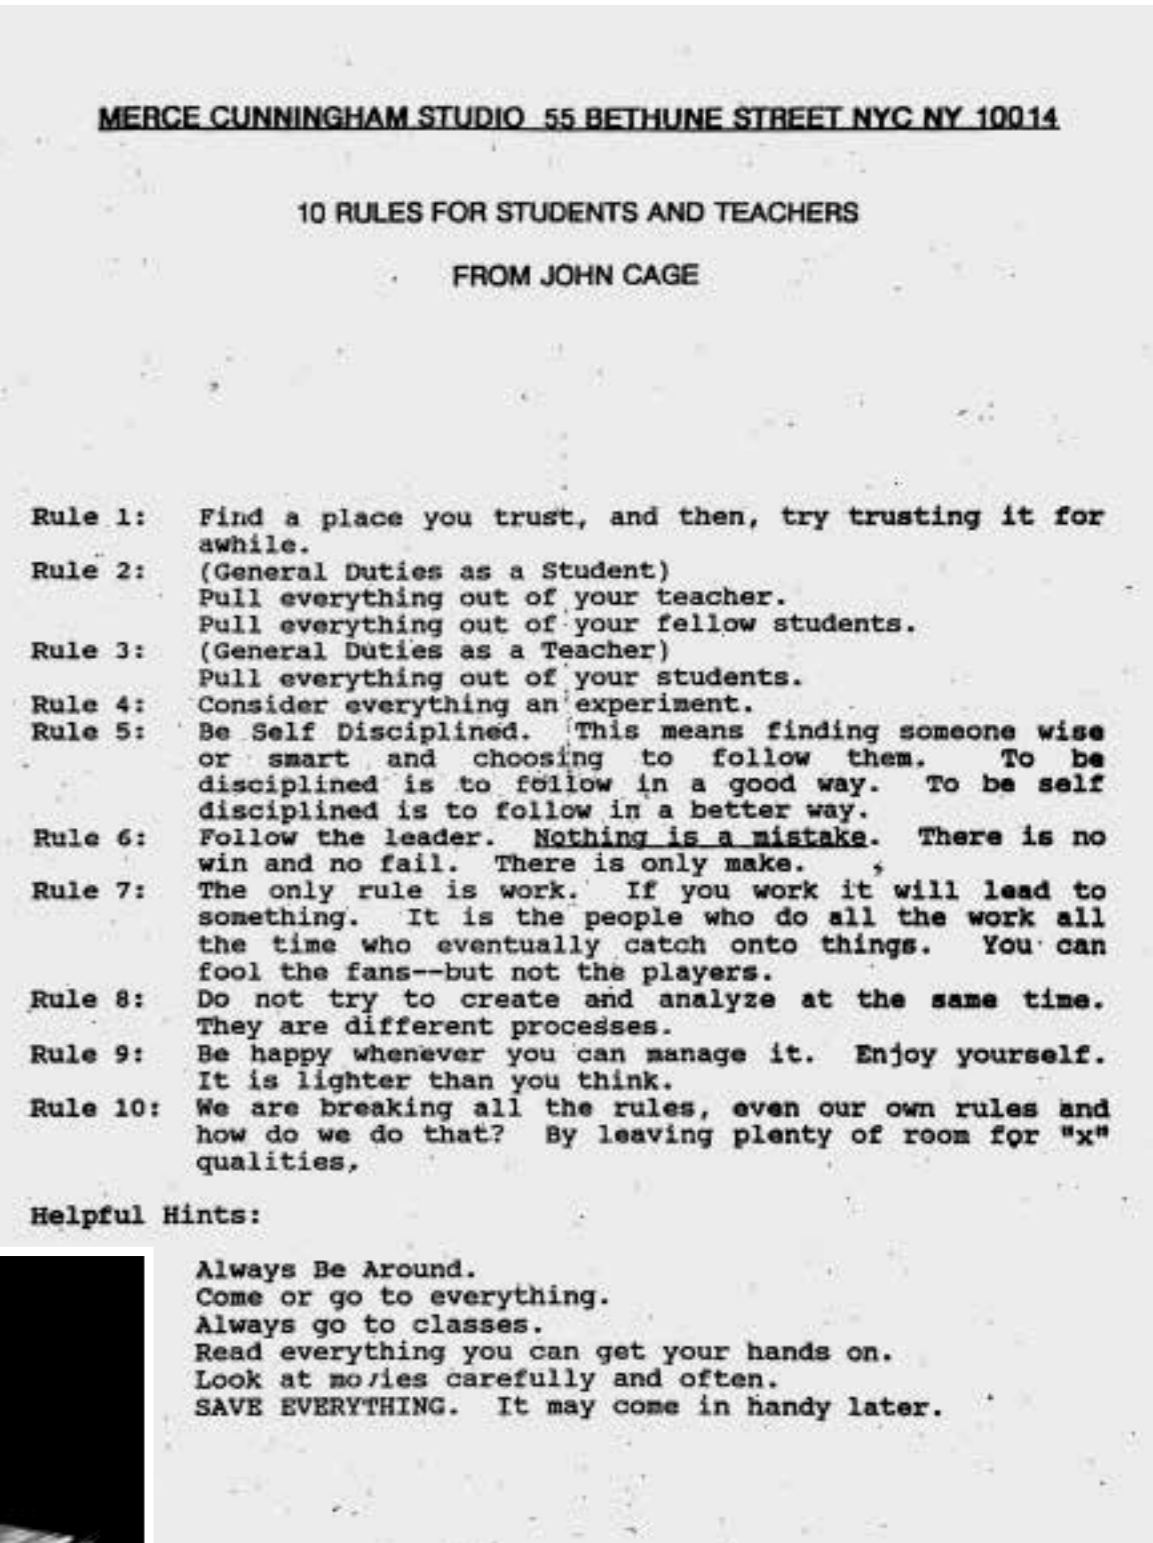 MERCE CUNNINGHAM STUDIO 55 BETHUNE STREET NYC NY 10014
10 RULES FOR STUDENTS AND TEACHERS
FROM JOHN CAGE
Rule 1: Find a place you trust, and then, try trusting it for
awhile.
Rule 2: (General Duties as a Student)
Pull everything out of your teacher.
Pull everything out of your fellow students.
Rule 3: (General Duties as a Teacher)
Pull everything out of your students.
Rule 4: Consider everything an experiment.
Rule 5: Be Self Disciplined. This means finding someone wise
or smart and choosing to follow them. To be
disciplined is to follow in a good way. To be self
disciplined is to follow in a better way.
Rule 6: Follow the leader. Nothing is a mistake. There is no
win and no fail. There is only make.
Rule 7: The only rule is work. If you work it will lead to
something. It is the people who do all the work all
the time who eventually catch onto things. You can
fool the fans--but not the players.
Rule 8: Do not try to create and analyze at the same time.
They are different processes.
Rule 9: Be happy whenever you can manage it. Enjoy yourself.
It is lighter than you think.
Rule 10: We are breaking all the rules, even our own rules and
how do we do that? By leaving plenty of room for "x"
qualities,
Helpful Hints:
Always Be Around.
Come or go to everything.
Always go to classes.
Read everything you can get your hands on.
Look at movies carefully and often.
SAVE EVERYTHING. It may come in handy later.